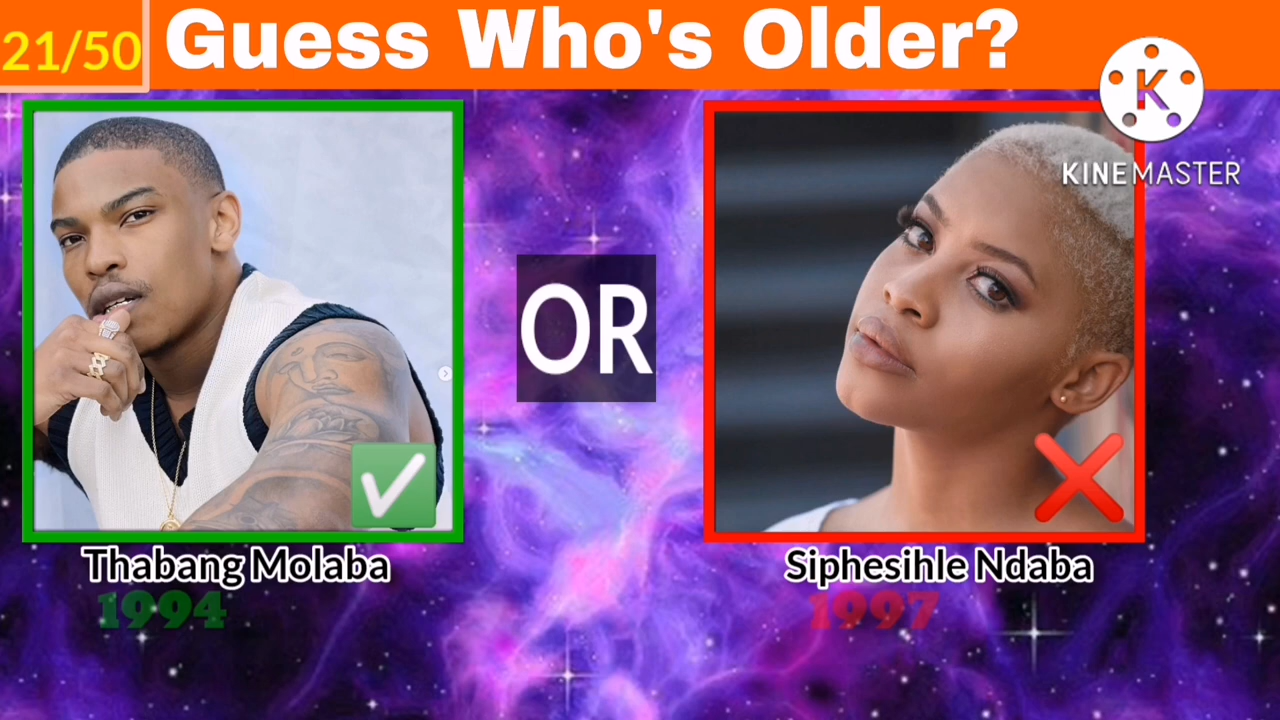 21/50
Guess Who's Older?
K
KINEMASTER
OR
Thabang Molaba
Siphesihle Ndaba
1994
1997